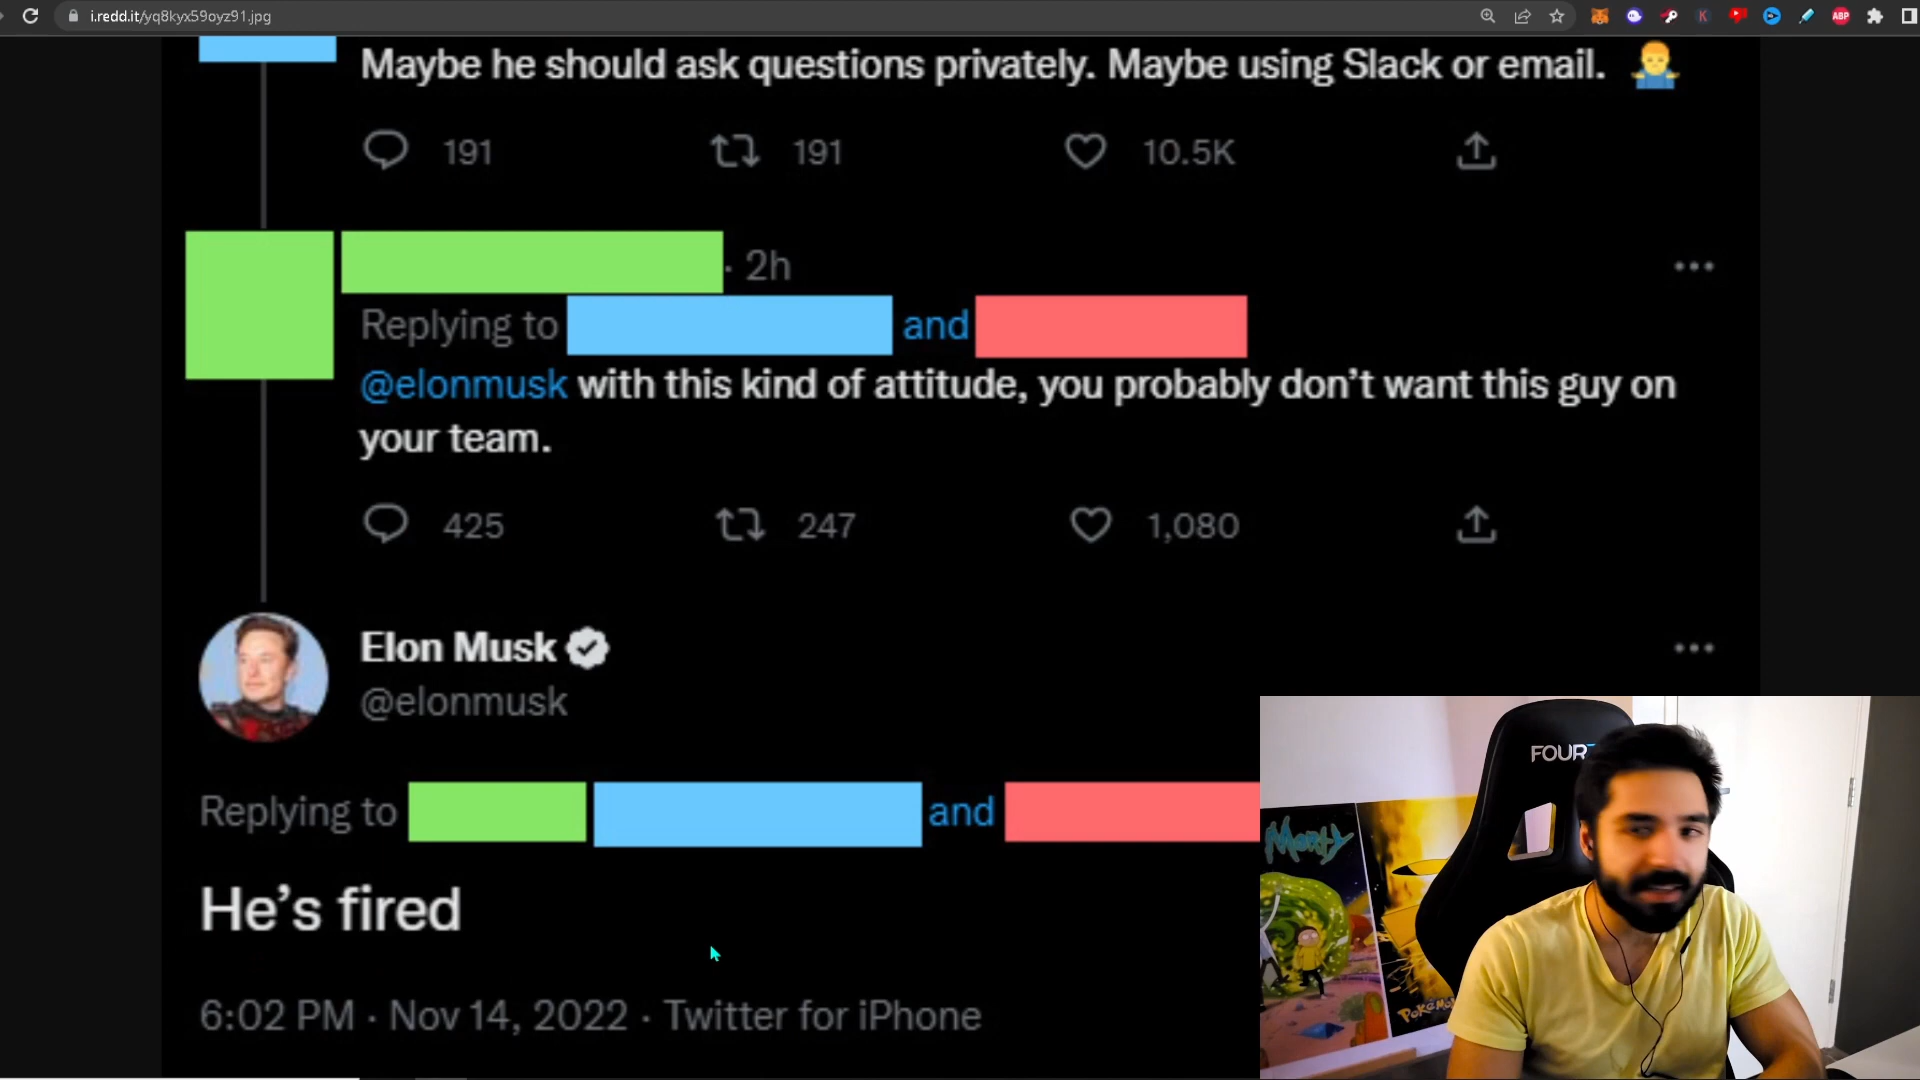 i.redd.it/yq8kyx59oyz91.jpg
K
ABP
Maybe he should ask questions privately. Maybe using Slack or email.
191 191 10.5K
· 2h
Replying to and
@elonmusk with this kind of attitude, you probably don’t want this guy on
your team.
425 247 1,080
Elon Musk
@elonmusk
Replying to and
He’s fired
6:02 PM · Nov 14, 2022 · Twitter for iPhone
Morty